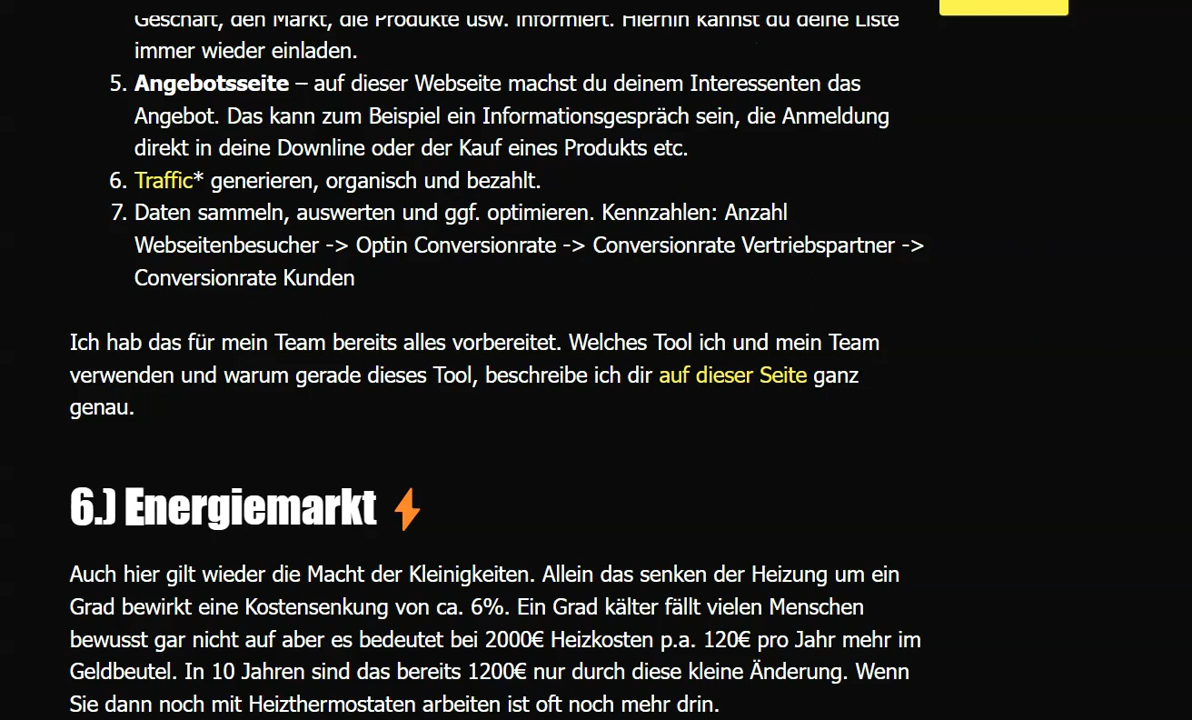 Geschäft, den Markt, die Produkte usw. informiert. Hierhin kannst du deine Liste
immer wieder einladen.
5. Angebotsseite – auf dieser Webseite machst du deinem Interessenten das
Angebot. Das kann zum Beispiel ein Informationsgespräch sein, die Anmeldung
direkt in deine Downline oder der Kauf eines Produkts etc.
6. Traffic* generieren, organisch und bezahlt.
7. Daten sammeln, auswerten und ggf. optimieren. Kennzahlen: Anzahl
Webseitenbesucher -> Optin Conversionrate -> Conversionrate Vertriebspartner ->
Conversionrate Kunden
Ich hab das für mein Team bereits alles vorbereitet. Welches Tool ich und mein Team
verwenden und warum gerade dieses Tool, beschreibe ich dir auf dieser Seite ganz
genau.
6.) Energiemarkt
Auch hier gilt wieder die Macht der Kleinigkeiten. Allein das senken der Heizung um ein
Grad bewirkt eine Kostensenkung von ca. 6%. Ein Grad kälter fällt vielen Menschen
bewusst gar nicht auf aber es bedeutet bei 2000€ Heizkosten p.a. 120€ pro Jahr mehr im
Geldbeutel. In 10 Jahren sind das bereits 1200€ nur durch diese kleine Änderung. Wenn
Sie dann noch mit Heizthermostaten arbeiten ist oft noch mehr drin.